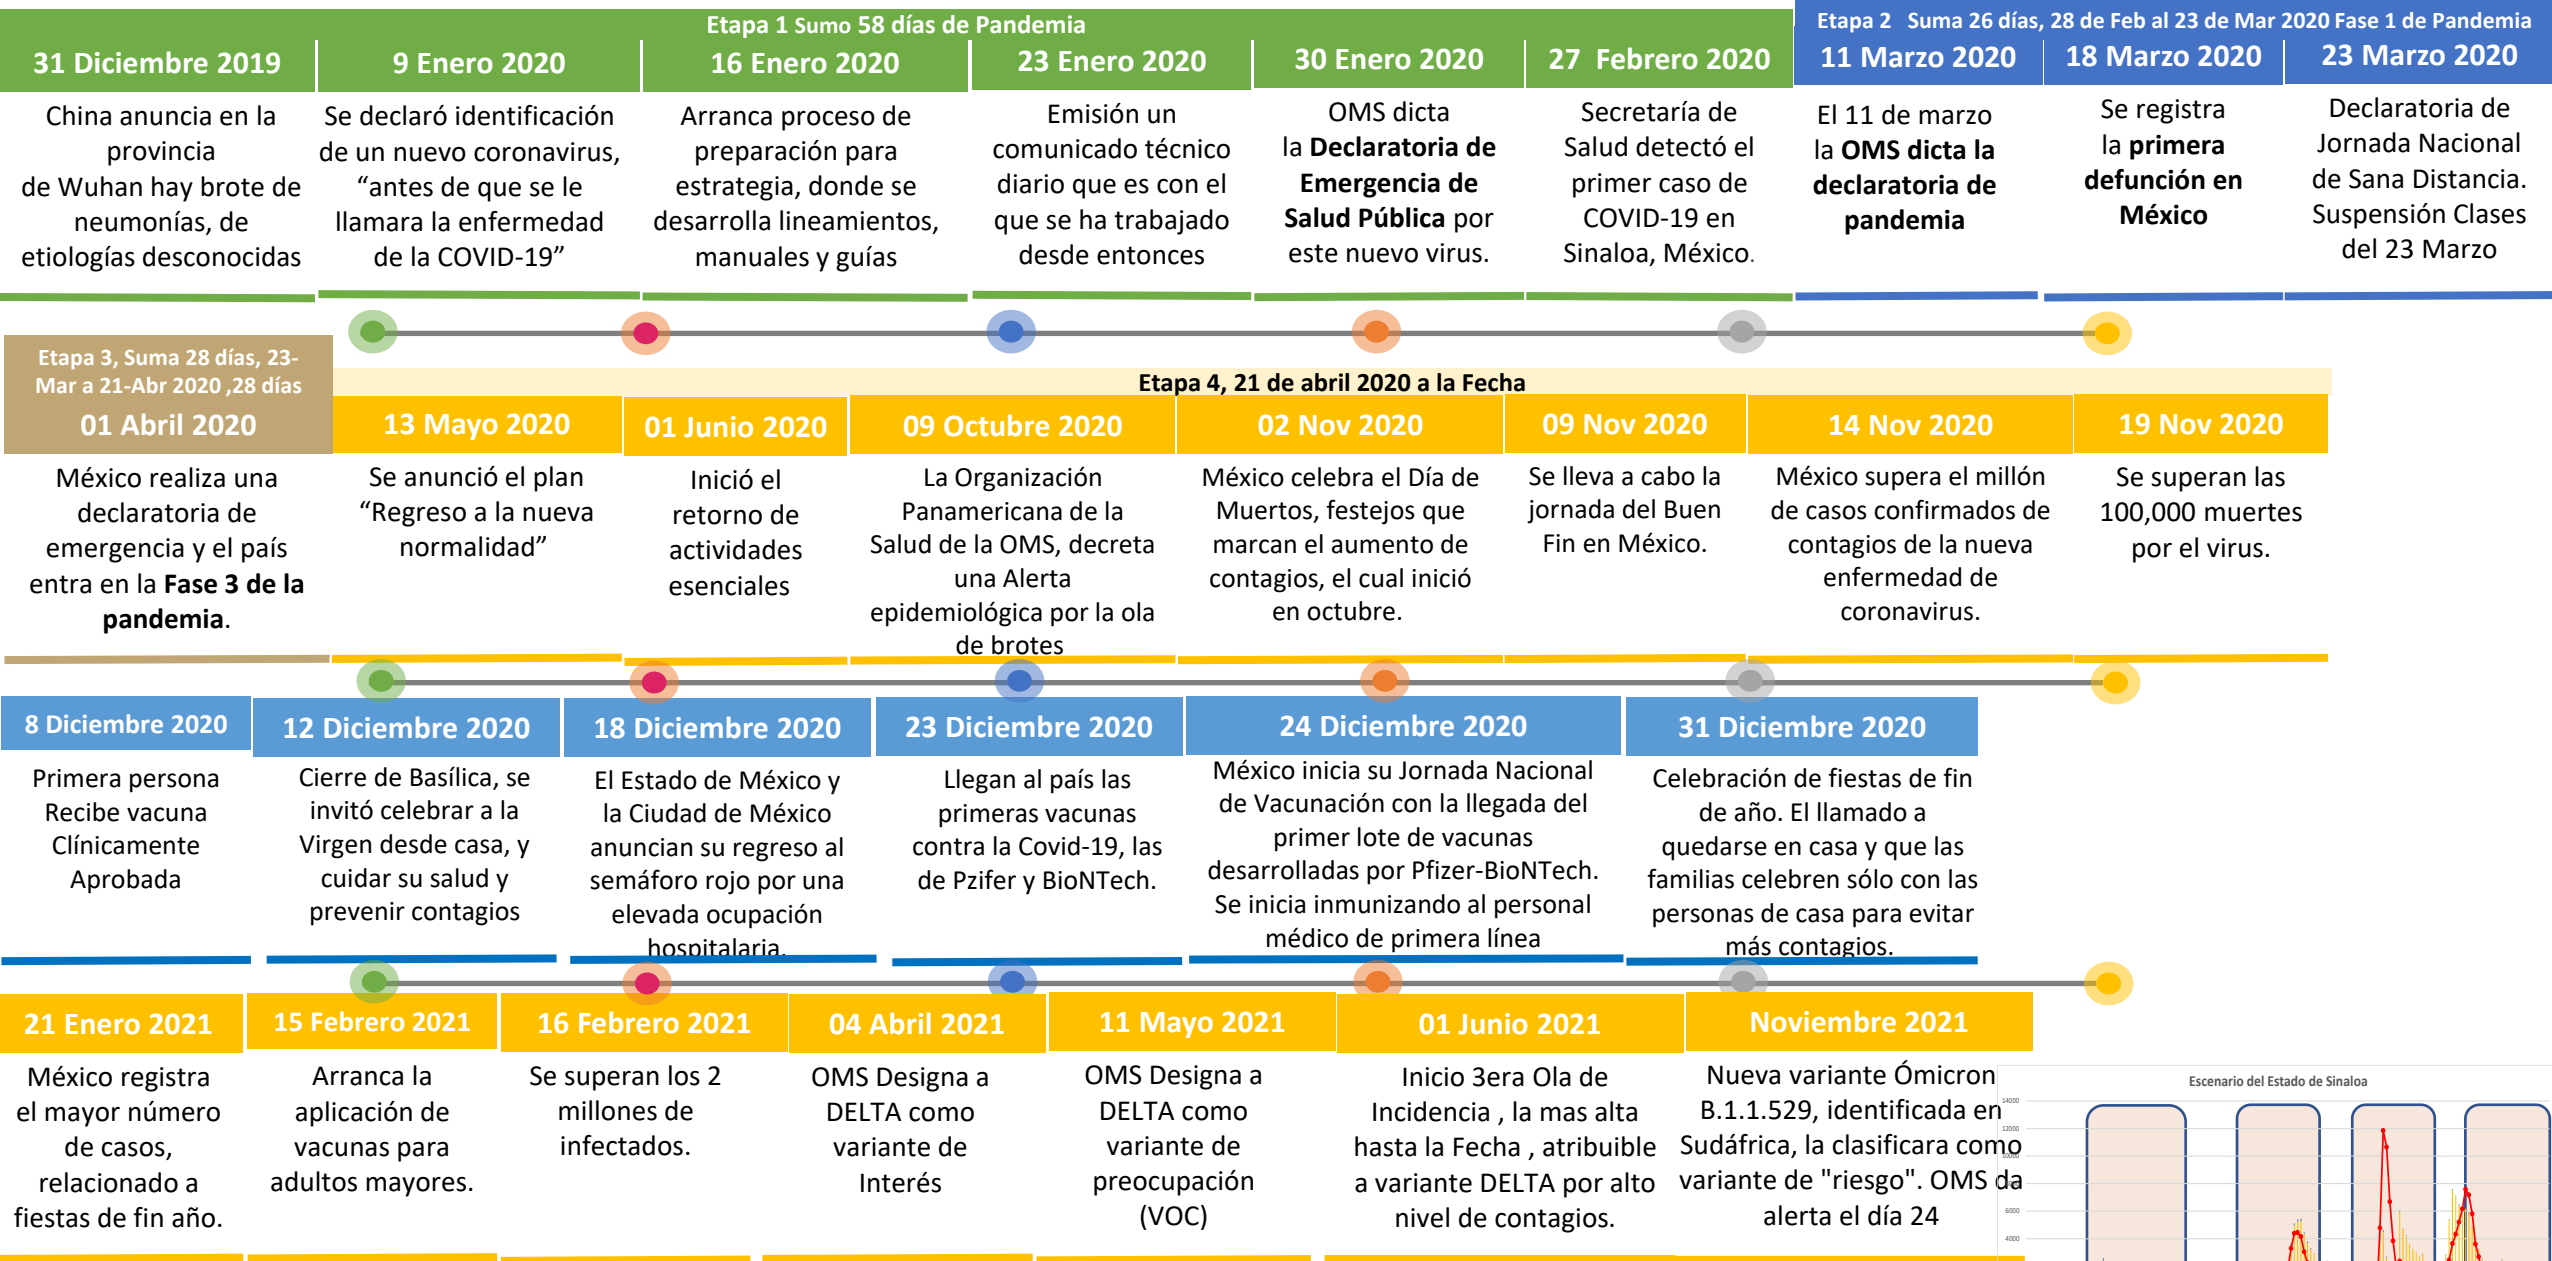 Etapa 1 Sumo 58 días de Pandemia
Etapa 2 Suma 26 días, 28 de Feb al 23 de Mar 2020 Fase 1 de Pandemia
31 Diciembre 2019
China anuncia en la
provincia
de Wuhan hay brote de
neumonías, de
etiologías desconocidas
9 Enero 2020
Se declaró identificación
de un nuevo coronavirus,
“antes de que se le
llamara la enfermedad
de la COVID-19”
16 Enero 2020
Arranca proceso de
preparación para
estrategia, donde se
desarrolla lineamientos,
manuales y guías
23 Enero 2020
Emisión un
comunicado técnico
diario que es con el
que se ha trabajado
desde entonces
30 Enero 2020
OMS dicta
la Declaratoria de
Emergencia de
Salud Pública por
este nuevo virus.
27 Febrero 2020
Secretaría de
Salud detectó el
primer caso de
COVID-19 en
Sinaloa, México.
11 Marzo 2020
El 11 de marzo
la OMS dicta la
declaratoria de
pandemia
18 Marzo 2020
Se registra
la primera
defunción en
México
23 Marzo 2020
Declaratoria de
Jornada Nacional
de Sana Distancia.
Suspensión Clases
del 23 Marzo
Etapa 3, Suma 28 días, 23-
Mar a 21-Abr 2020 ,28 días
01 Abril 2020
México realiza una
declaratoria de
emergencia y el país
entra en la Fase 3 de la
pandemia.
Etapa 4, 21 de abril 2020 a la Fecha
13 Mayo 2020
Se anunció el plan
“Regreso a la nueva
normalidad”
01 Junio 2020
Inició el
retorno de
actividades
esenciales
09 Octubre 2020
La Organización
Panamericana de la
Salud de la OMS, decreta
una Alerta
epidemiológica por la ola
de brotes
02 Nov 2020
México celebra el Día de
Muertos, festejos que
marcan el aumento de
contagios, el cual inició
en octubre.
09 Nov 2020
Se lleva a cabo la
jornada del Buen
Fin en México.
14 Nov 2020
México supera el millón
de casos confirmados de
contagios de la nueva
enfermedad de
coronavirus.
19 Nov 2020
Se superan las
100,000 muertes
por el virus.
8 Diciembre 2020
Primera persona
Recibe vacuna
Clínicamente
Aprobada
12 Diciembre 2020
Cierre de Basílica, se
invitó celebrar a la
Virgen desde casa, y
cuidar su salud y
prevenir contagios
18 Diciembre 2020
El Estado de México y
la Ciudad de México
anuncian su regreso al
semáforo rojo por una
elevada ocupación
hospitalaria.
23 Diciembre 2020
Llegan al país las
primeras vacunas
contra la Covid-19, las
de Pzifer y BioNTech.
24 Diciembre 2020
México inicia su Jornada Nacional
de Vacunación con la llegada del
primer lote de vacunas
desarrolladas por Pfizer-BioNTech.
Se inicia inmunizando al personal
médico de primera línea
31 Diciembre 2020
Celebración de fiestas de fin
de año. El llamado a
quedarse en casa y que las
familias celebren sólo con las
personas de casa para evitar
más contagios.
21 Enero 2021
México registra
el mayor número
de casos,
relacionado a
fiestas de fin año.
15 Febrero 2021
Arranca la
aplicación de
vacunas para
adultos mayores.
16 Febrero 2021
Se superan los 2
millones de
infectados.
04 Abril 2021
OMS Designa a
DELTA como
variante de
Interés
11 Mayo 2021
OMS Designa a
DELTA como
variante de
preocupación
(VOC)
01 Junio 2021
Inicio 3era Ola de
Incidencia , la mas alta
hasta la Fecha , atribuible
a variante DELTA por alto
nivel de contagios.
Noviembre 2021
Nueva variante Ómicron
B.1.1.529, identificada en
Sudáfrica, la clasificara como
variante de "riesgo". OMS da
alerta el día 24
Escenario del Estado de Sinaloa
14000
12000
10000
6000
4000